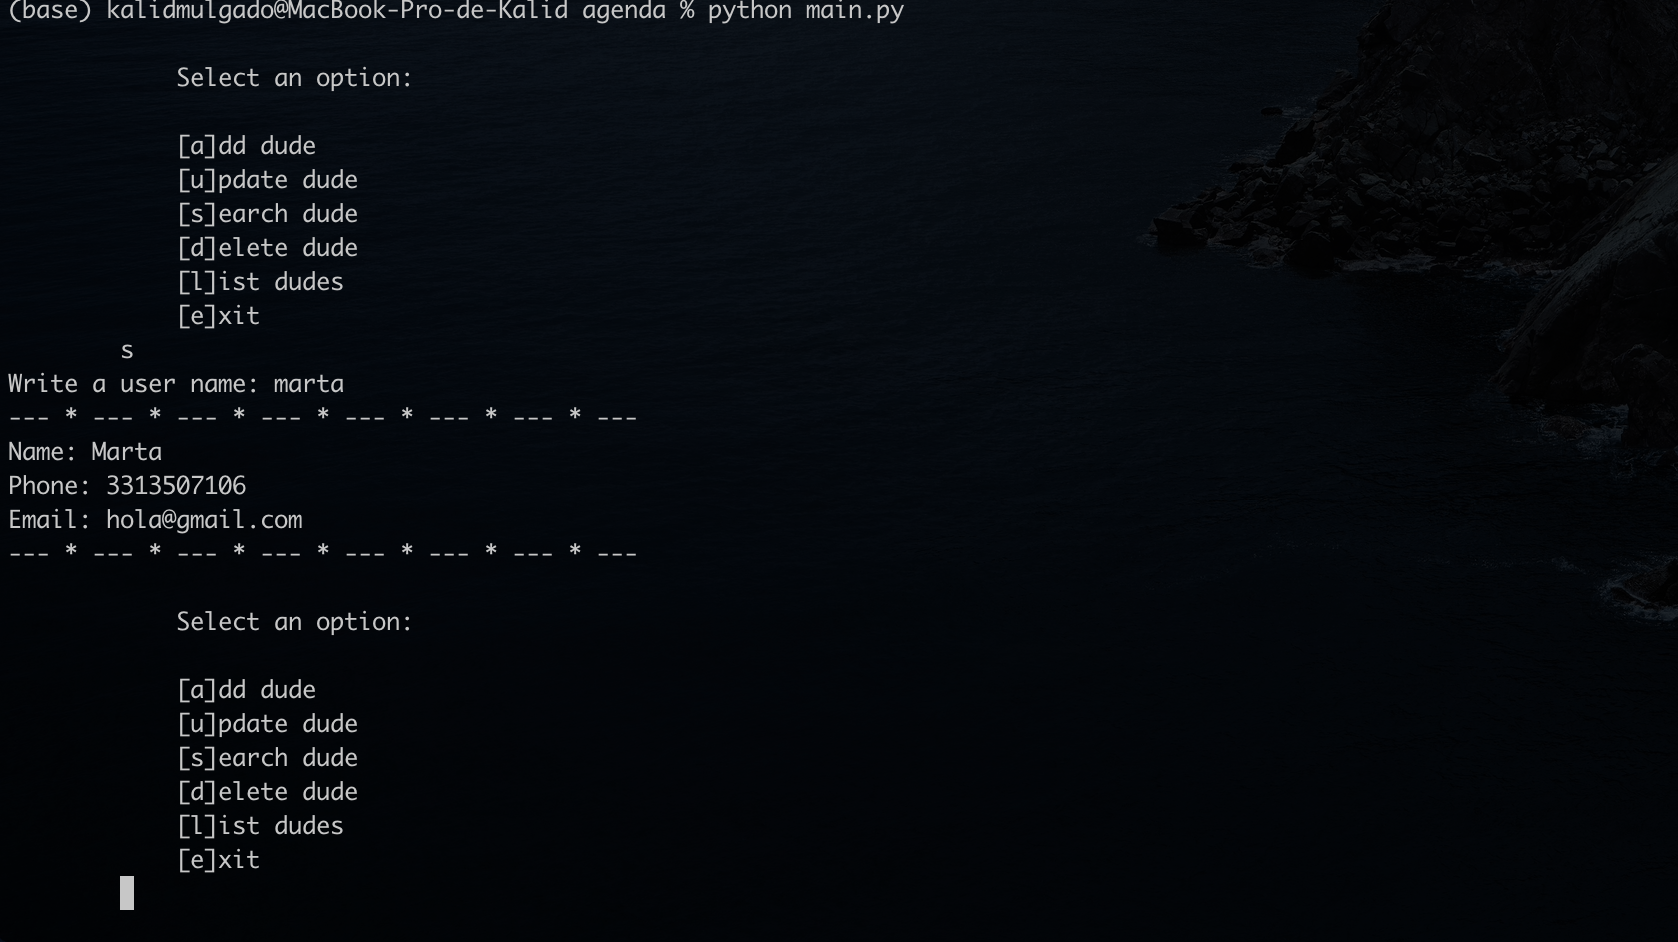 (base) kalidmulgado@MacBook-Pro-de-Kalid agenda % python main.py
Select an option:
[a]dd dude
[u]pdate dude
[s]earch dude
[d]elete dude
[l]ist dudes
[e]xit
s
Write a user name: marta
--- * --- * --- * --- * --- * --- * --- * ---
Name: Marta
Phone: 3313507106
Email: hola@gmail.com
--- * --- * --- * --- * --- * --- * --- * ---
Select an option:
[a]dd dude
[u]pdate dude
[s]earch dude
[d]elete dude
[l]ist dudes
[e]xit